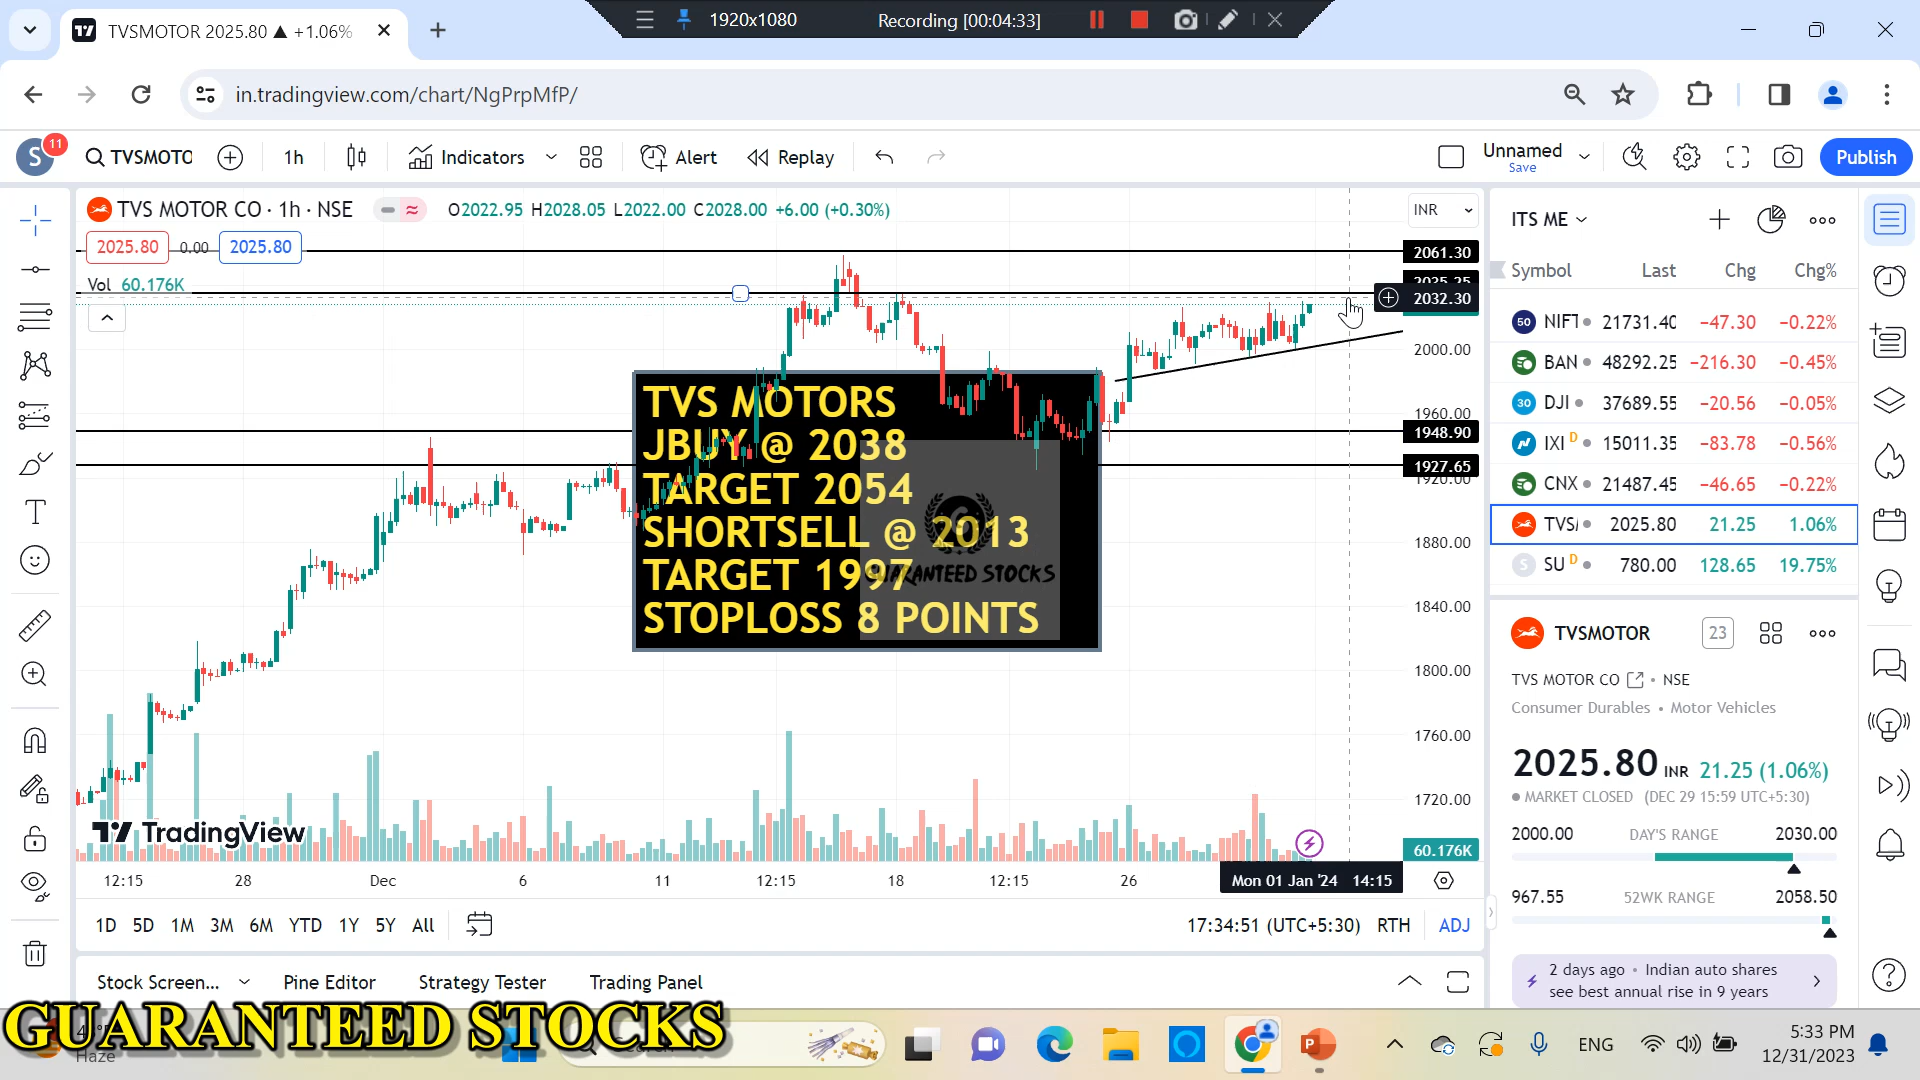 1920x1080
Recording [00:04:33]
TVSMOTOR 2025.80 ▲ +1.06%
in.tradingview.com/chart/NgPrpMfP/
S
11
TVSMOTO
1h
Indicators
Alert
Replay
Unnamed
Save
Publish
TVS MOTOR CO · 1h · NSE
O2022.95 H2028.05 L2022.00 C2028.00 +6.00 (+0.30%)
INR
2025.80
0.00
2025.80
Vol 60.176K
2061.30
2032.30
2000.00
1960.00
1948.90
1927.65
1880.00
1840.00
1800.00
1760.00
1720.00
60.176K
TVS MOTORS
JBUY @ 2038
TARGET 2054
SHORTSELL @ 2013
TARGET 1997
STOPLOSS 8 POINTS
GUARANTEED STOCKS
TradingView
12:15 28 Dec 6 11 12:15 18 12:15 26
Mon 01 Jan '24 14:15
1D 5D 1M 3M 6M YTD 1Y 5Y All
17:34:51 (UTC+5:30) RTH ADJ
Stock Screen... Pine Editor Strategy Tester Trading Panel
ITS ME
Symbol Last Chg Chg%
50 NIFT 21731.40 −47.30 −0.22%
BAN 48292.25 −216.30 −0.45%
30 DJI 37689.55 −20.56 −0.05%
IXI D 15011.35 −83.78 −0.56%
CNX 21487.45 −46.65 −0.22%
TVS 2025.80 21.25 1.06%
S SU D 780.00 128.65 19.75%
TVSMOTOR
23
TVS MOTOR CO • NSE
Consumer Durables • Motor Vehicles
2025.80 INR 21.25 (1.06%)
MARKET CLOSED (DEC 29 15:59 UTC+5:30)
2000.00 DAY'S RANGE 2030.00
967.55 52WK RANGE 2058.50
2 days ago • Indian auto shares
see best annual rise in 9 years
GUARANTEED STOCKS
Haze
ENG
5:33 PM
12/31/2023